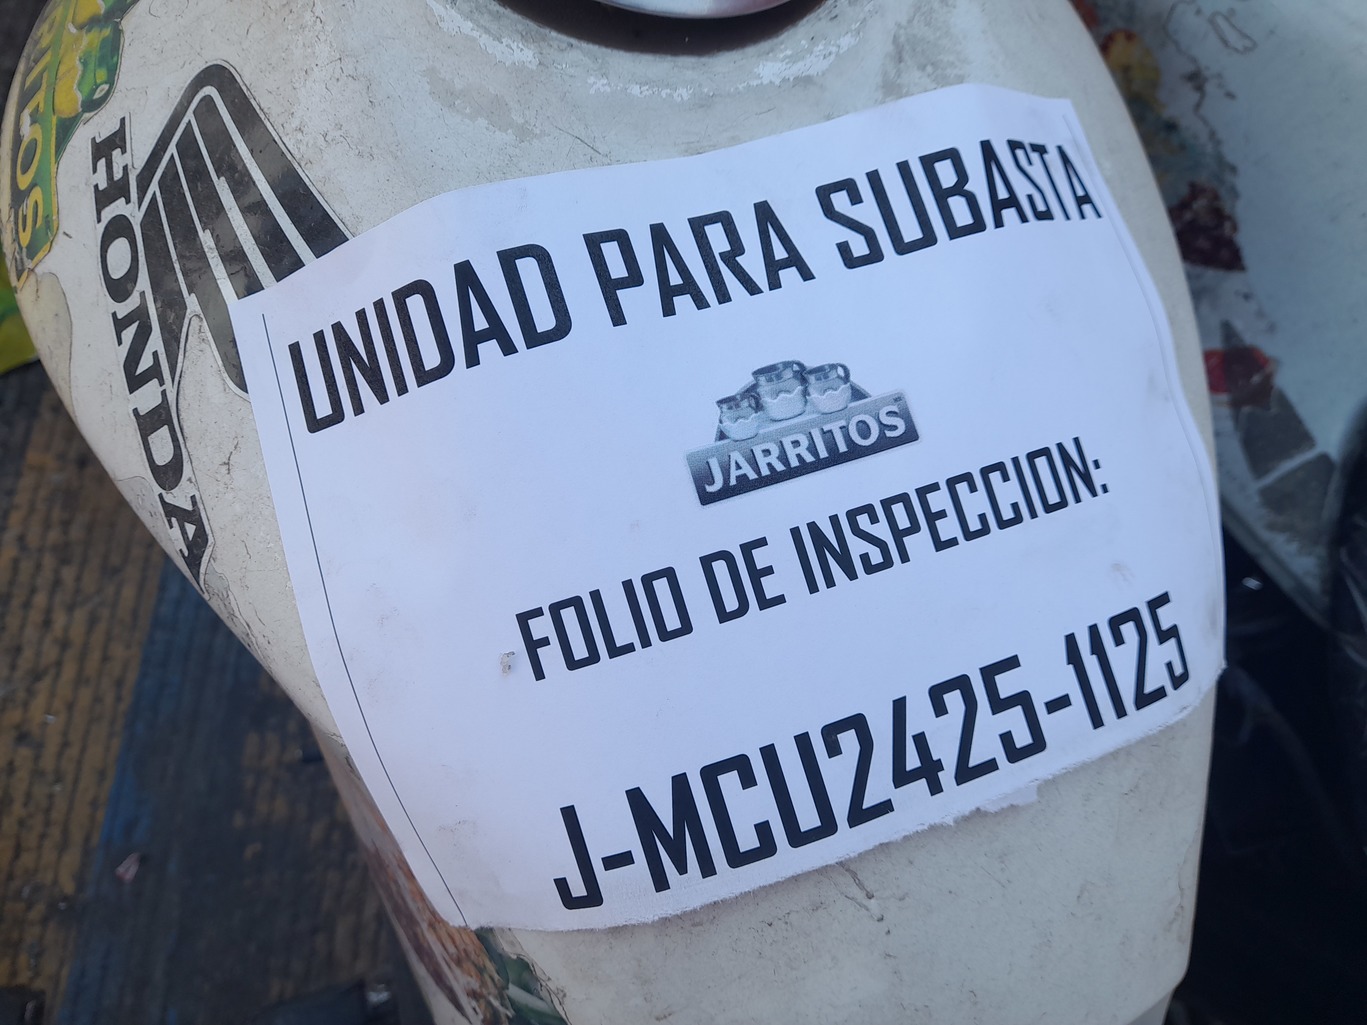 HONDA
UNIDAD PARA SUBASTA
JARRITOS
FOLIO DE INSPECCION:
J-MCU2425-1125